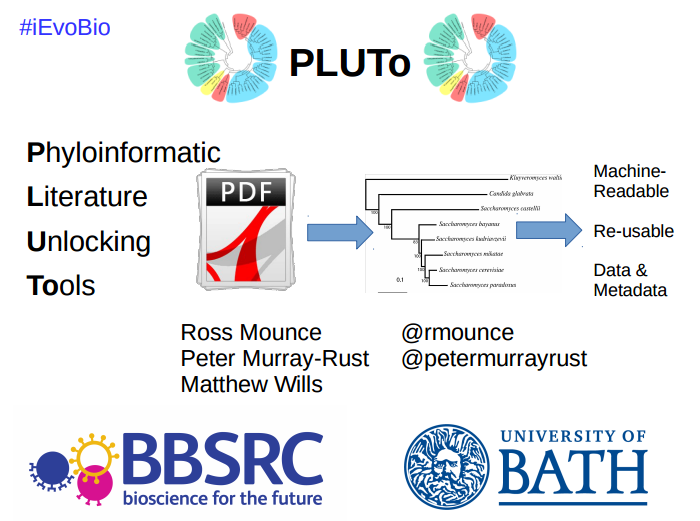 #iEvoBio
PLUTo
Phyloinformatic
Literature
Unlocking
Tools
PDF
Kluyveromyces waltii
Candida glabrata
Saccharomyces castellii
Saccharomyces bayanus
Saccharomyces kudriavzevii
Saccharomyces mikatae
Saccharomyces cerevisiae
Saccharomyces paradoxus
100
100
65
100
100
0.1
Machine-
Readable
Re-usable
Data &
Metadata
Ross Mounce @rmounce
Peter Murray-Rust @petermurrayrust
Matthew Wills
BBSRC
bioscience for the future
UNIVERSITY OF
BATH